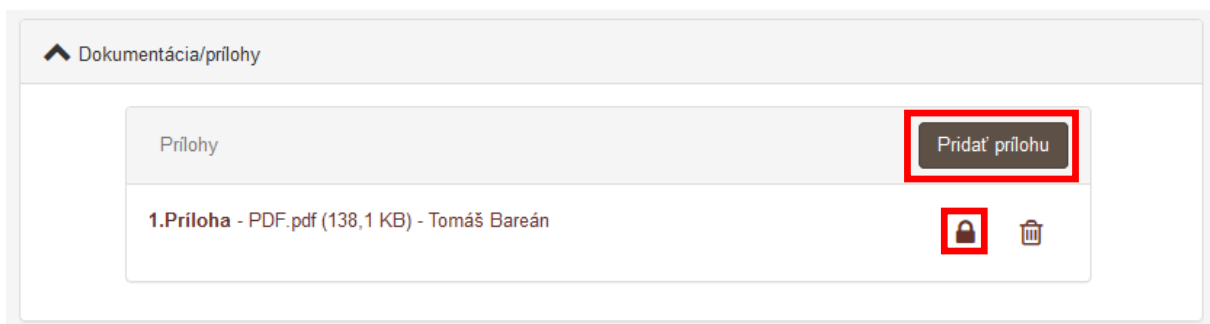 Dokumentácia/prílohy
Prílohy
Pridať prílohu
1.Príloha - PDF.pdf (138,1 KB) - Tomáš Bareán